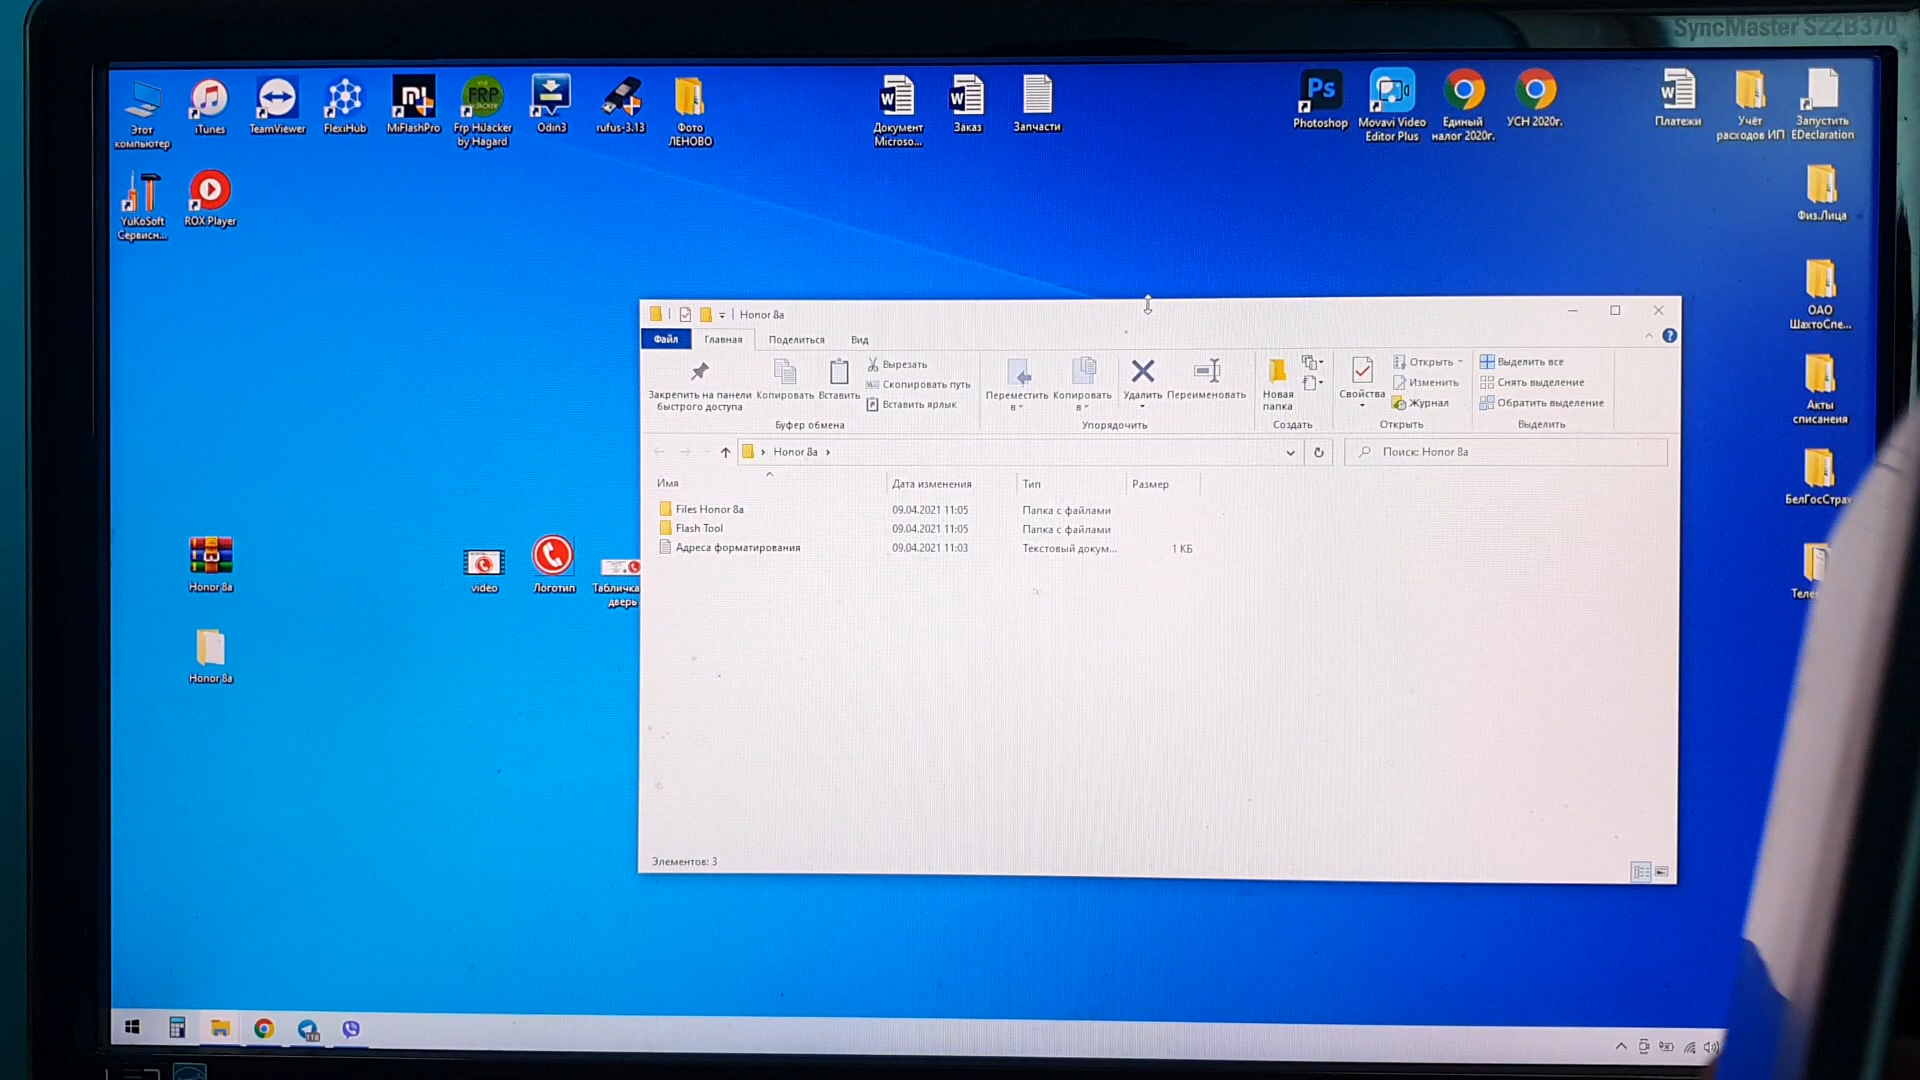 SyncMaster S22B370
Этот
компьютер
iTunes
TeamViewer
FlexiHub
MiFlashPro
Frp HiJacker
by Hagard
Odin3
rufus-3.13
Фото
ЛЕНОВО
Документ
Microso...
Заказ
Запчасти
Photoshop
Movavi Video
Editor Plus
Единый
налог 2020г.
УСН 2020г.
Платежи
Учёт
расходов ИП
Запустить
EDeclaration
YuKoSoft
Сервисн...
ROX Player
Физ.Лица
ОАО
ШахтоСпе...
Акты
списанеия
БелГосСтрах
Теле
Honor 8a
Honor 8a
video
Логотип
Табличка
дверь
Honor 8a
Файл
Главная
Поделиться
Вид
Закрепить на панели
быстрого доступа
Копировать
Вставить
Вырезать
Скопировать путь
Вставить ярлык
Буфер обмена
Переместить
в
Копировать
в
Удалить
Переименовать
Упорядочить
Новая
папка
Создать
Свойства
Открыть
Изменить
Журнал
Открыть
Выделить все
Снять выделение
Обратить выделение
Выделить
Honor 8a
Поиск: Honor 8a
Имя Дата изменения Тип Размер
Files Honor 8a 09.04.2021 11:05 Папка с файлами
Flash Tool 09.04.2021 11:05 Папка с файлами
Адреса форматирования 09.04.2021 11:03 Текстовый докум... 1 КБ
Элементов: 3